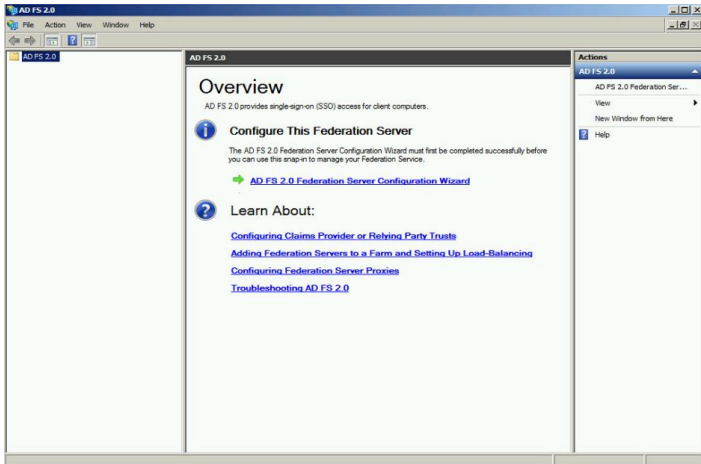 AD FS 2.0
File Action View Window Help
AD FS 2.0
AD FS 2.0
Overview
AD FS 2.0 provides single-sign-on (SSO) access for client computers.
Configure This Federation Server
The AD FS 2.0 Federation Server Configuration Wizard must first be completed successfully before
you can use this snap-in to manage your Federation Service.
AD FS 2.0 Federation Server Configuration Wizard
Learn About:
Configuring Claims Provider or Relying Party Trusts
Adding Federation Servers to a Farm and Setting Up Load-Balancing
Configuring Federation Server Proxies
Troubleshooting AD FS 2.0
Actions
AD FS 2.0
AD FS 2.0 Federation Ser...
View
New Window from Here
Help